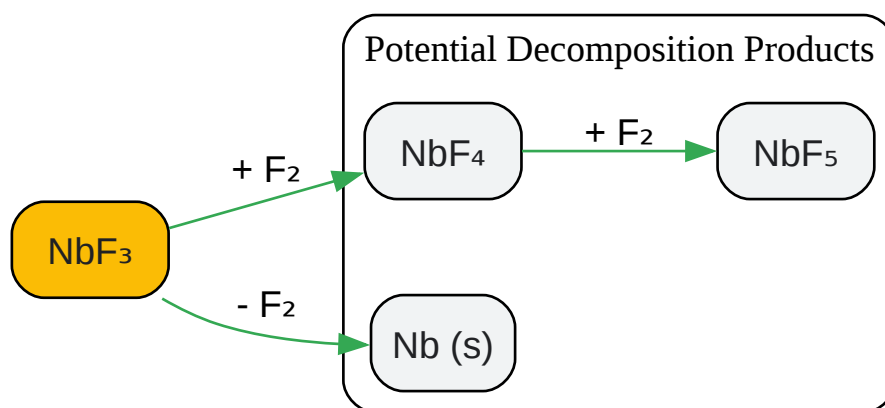 Potential Decomposition Products
NbF₃
+ F₂
NbF₄
+ F₂
NbF₅
- F₂
Nb (s)